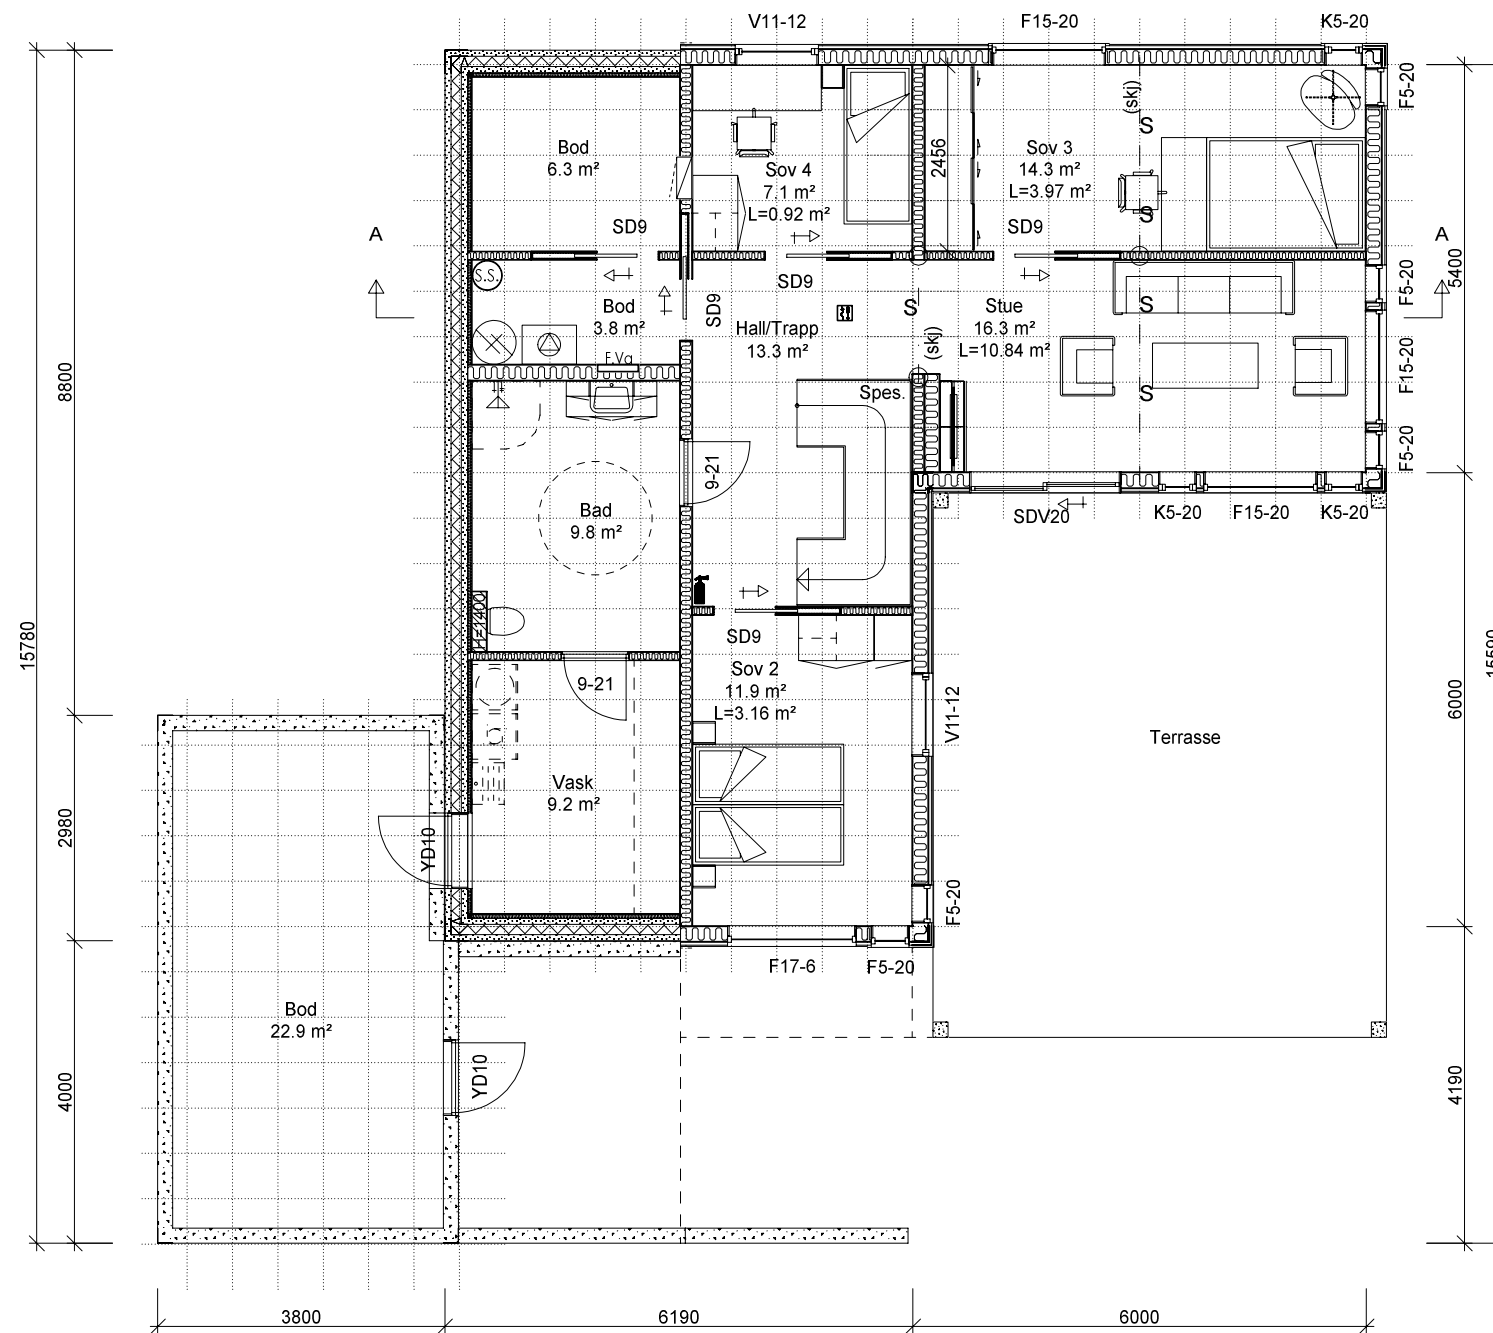 V11-12
F15-20
K5-20
F5-20
8800
15780
Bod
6.3 m²
Sov 4
7.1 m²
L=0.92 m²
2456
(skj)
S
Sov 3
14.3 m²
L=3.97 m²
S
A
SD9
SD9
A
5400
S.S.
SD9
SD9
F5-20
Bod
3.8 m²
F.Vg
Hall/Trapp
13.3 m²
S
(skj)
Stue
16.3 m²
L=10.84 m²
S
F15-20
Spes.
S
F5-20
9-21
Bad
9.8 m²
SDV20
K5-20
F15-20
K5-20
H=1400
SD9
Sov 2
11.9 m²
L=3.16 m²
9-21
V11-12
6000
Terrasse
Vask
9.2 m²
YD10
2980
F5-20
F17-6
F5-20
Bod
22.9 m²
YD10
4000
4190
3800
6190
6000